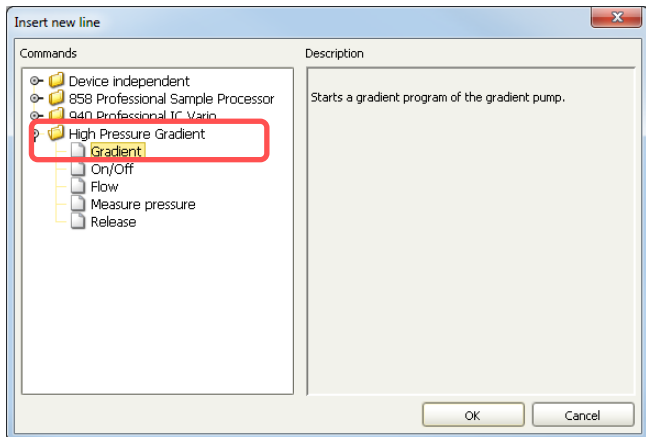 Insert new line
Commands
Description
Device independent
858 Professional Sample Processor
940 Professional IC Vario
High Pressure Gradient
Gradient
On/Off
Flow
Measure pressure
Release
Starts a gradient program of the gradient pump.
OK
Cancel